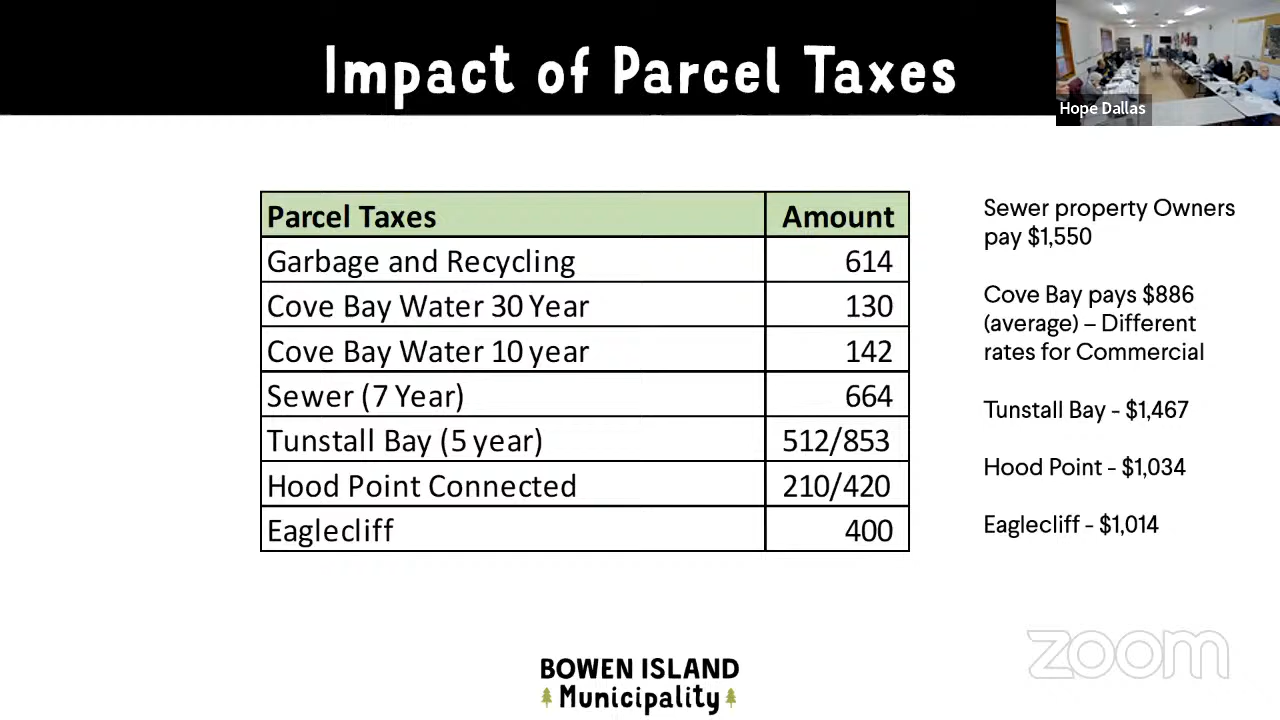 Impact of Parcel Taxes
Hope Dallas
Parcel Taxes Amount
Garbage and Recycling 614
Cove Bay Water 30 Year 130
Cove Bay Water 10 year 142
Sewer (7 Year) 664
Tunstall Bay (5 year) 512/853
Hood Point Connected 210/420
Eaglecliff 400
Sewer property Owners
pay $1,550
Cove Bay pays $886
(average) – Different
rates for Commercial
Tunstall Bay - $1,467
Hood Point - $1,034
Eaglecliff - $1,014
BOWEN ISLAND
Municipality
zoom